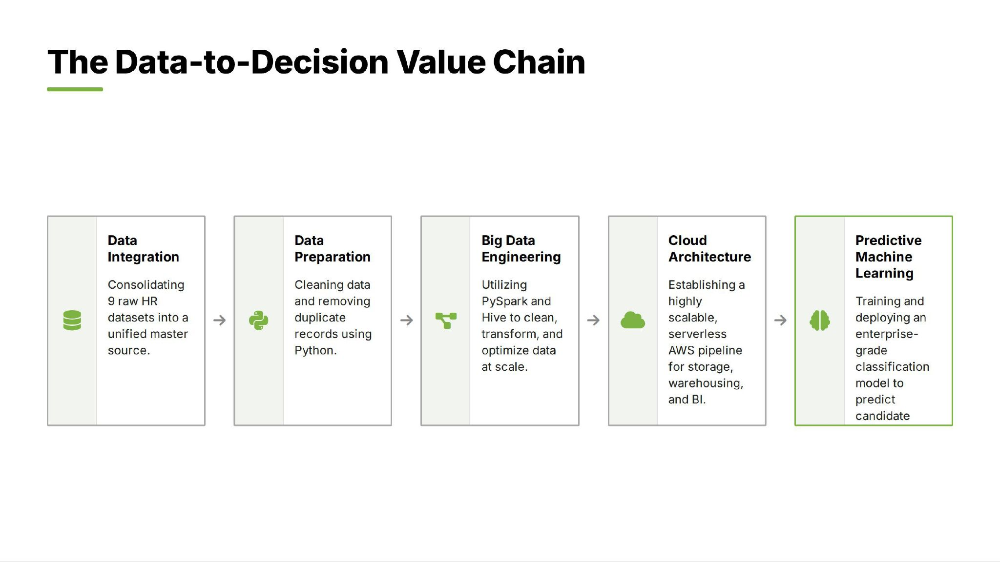 The Data-to-Decision Value Chain
Data
Integration
Consolidating
9 raw HR
datasets into a
unified master
source.
Data
Preparation
Cleaning data
and removing
duplicate
records using
Python.
Big Data
Engineering
Utilizing
PySpark and
Hive to clean,
transform, and
optimize data
at scale.
Cloud
Architecture
Establishing a
highly
scalable,
serverless
AWS pipeline
for storage,
warehousing,
and BI.
Predictive
Machine
Learning
Training and
deploying an
enterprise-
grade
classification
model to
predict
candidate